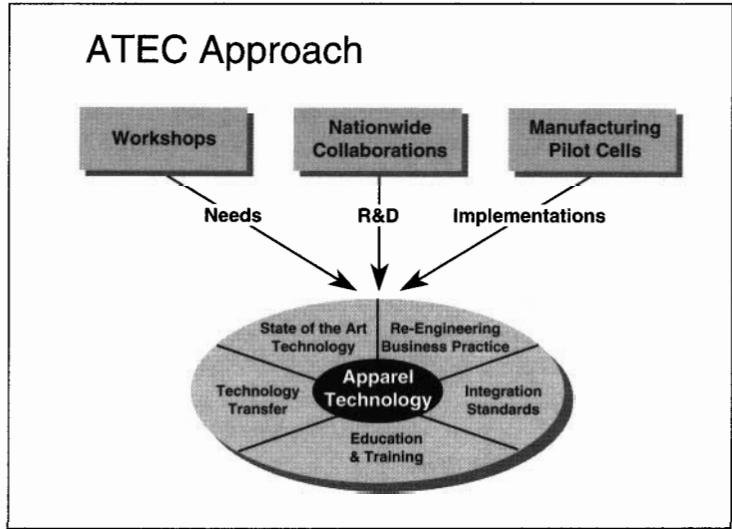 ATEC Approach
Workshops
Nationwide
Collaborations
Manufacturing
Pilot Cells
Needs
R&D
Implementations
State of the Art
Technology
Re-Engineering
Business Practice
Technology
Transfer
Apparel
Technology
Integration
Standards
Education
& Training